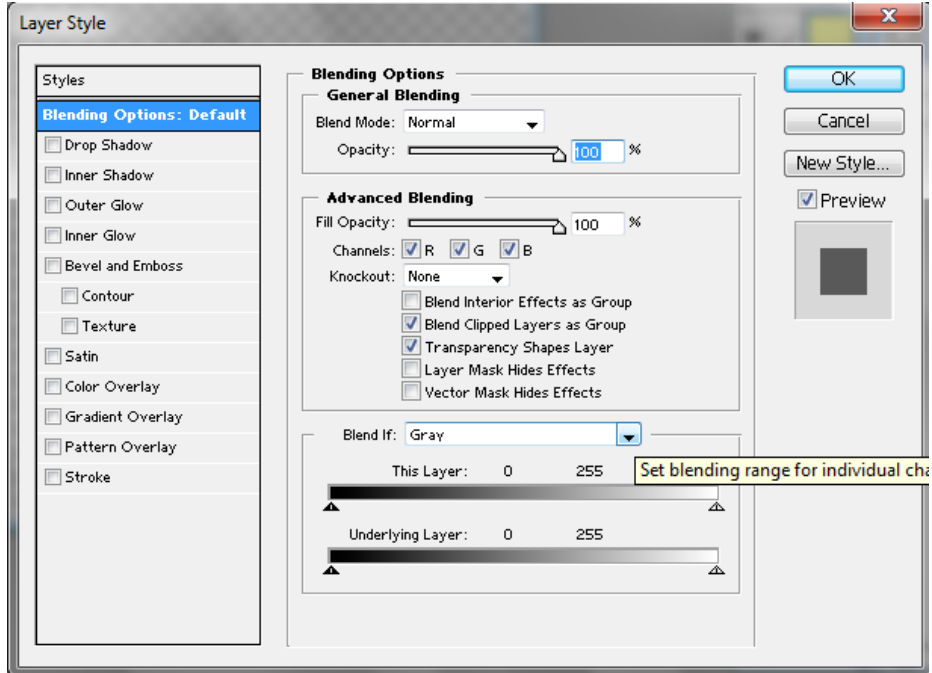 Layer Style
Styles
Blending Options: Default
Drop Shadow
Inner Shadow
Outer Glow
Inner Glow
Bevel and Emboss
Contour
Texture
Satin
Color Overlay
Gradient Overlay
Pattern Overlay
Stroke
Blending Options
General Blending
Blend Mode: Normal
Opacity: 100 %
Advanced Blending
Fill Opacity: 100 %
Channels: R G B
Knockout: None
Blend Interior Effects as Group
Blend Clipped Layers as Group
Transparency Shapes Layer
Layer Mask Hides Effects
Vector Mask Hides Effects
Blend If: Gray
This Layer: 0 255
Set blending range for individual cha
Underlying Layer: 0 255
OK
Cancel
New Style...
Preview